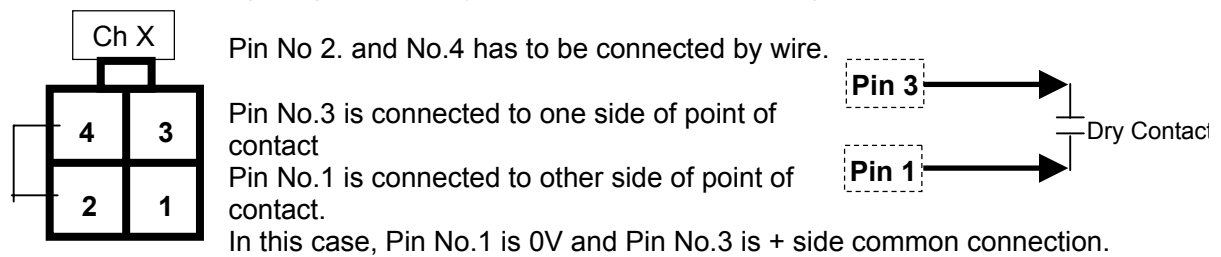 Ch X
Pin No 2. and No.4 has to be connected by wire.
Pin 3
4 3
Pin No.3 is connected to one side of point of
contact
Dry Contact
Pin No.1 is connected to other side of point of
Pin 1
2 1
contact.
In this case, Pin No.1 is 0V and Pin No.3 is + side common connection.